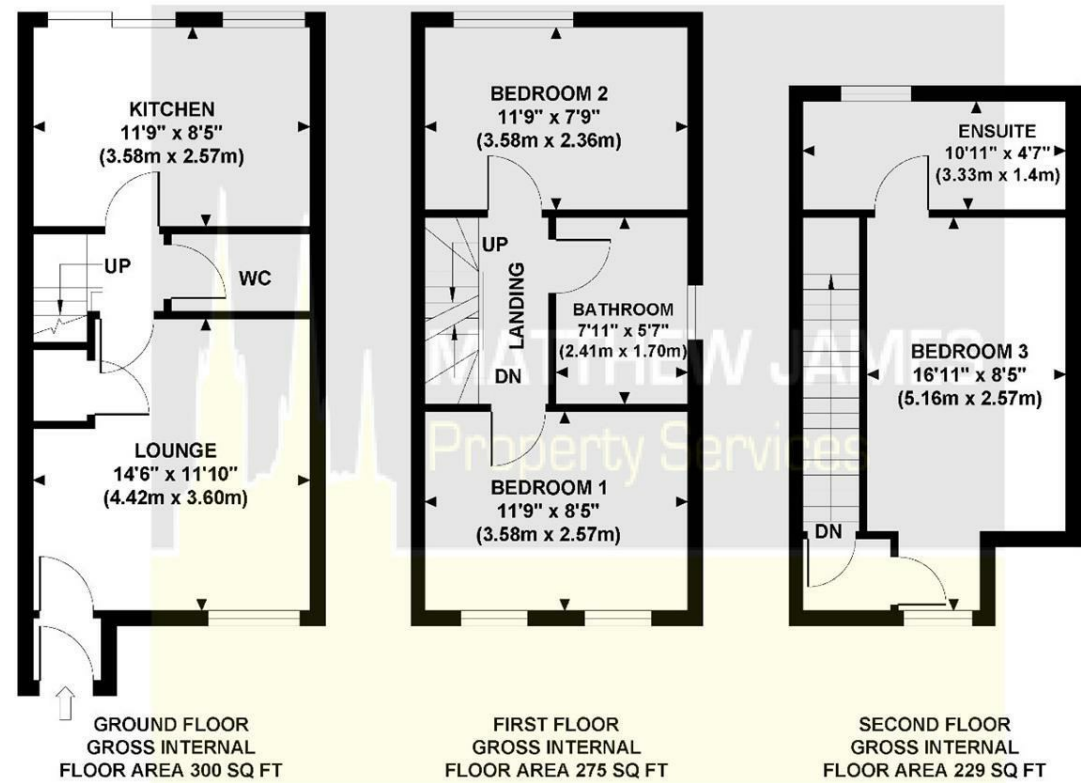 KITCHEN
11'9" x 8'5"
(3.58m x 2.57m)
UP
WC
LOUNGE
14'6" x 11'10"
(4.42m x 3.60m)
GROUND FLOOR
GROSS INTERNAL
FLOOR AREA 300 SQ FT
BEDROOM 2
11'9" x 7'9"
(3.58m x 2.36m)
UP
LANDING
DN
BATHROOM
7'11" x 5'7"
(2.41m x 1.70m)
BEDROOM 1
11'9" x 8'5"
(3.58m x 2.57m)
FIRST FLOOR
GROSS INTERNAL
FLOOR AREA 275 SQ FT
ENSUITE
10'11" x 4'7"
(3.33m x 1.4m)
BEDROOM 3
16'11" x 8'5"
(5.16m x 2.57m)
DN
SECOND FLOOR
GROSS INTERNAL
FLOOR AREA 229 SQ FT
MATTHEW JAMES
Property Services